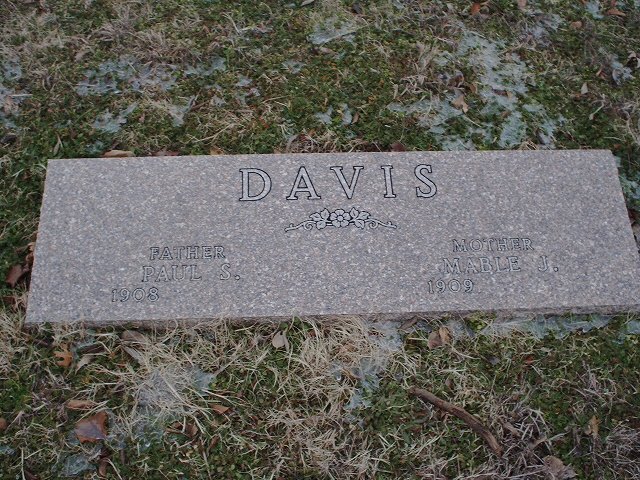 DAVIS
FATHER
PAUL S.
1908
MOTHER
MABLE J.
1909